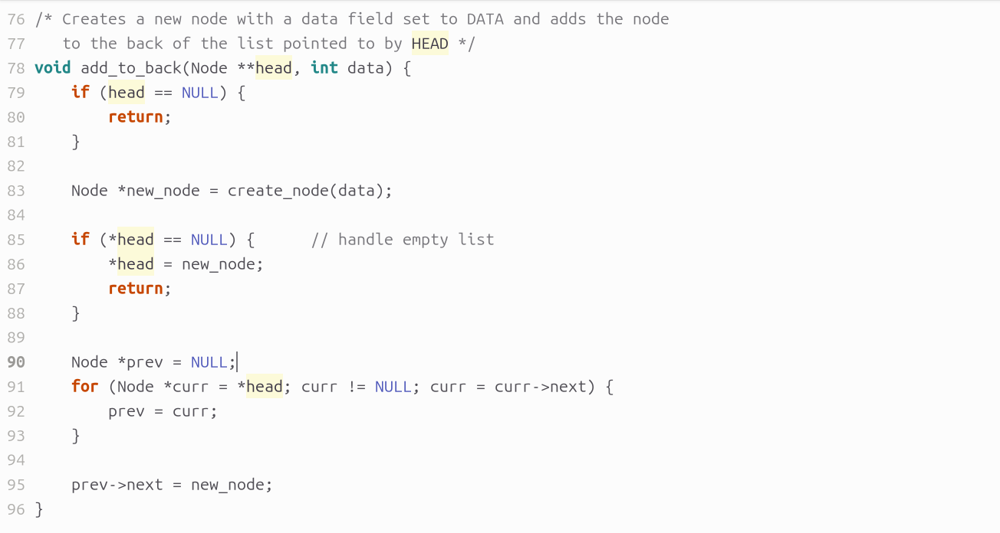 76 /* Creates a new node with a data field set to DATA and adds the node
77    to the back of the list pointed to by HEAD */
78 void add_to_back(Node **head, int data) {
79     if (head == NULL) {
80         return;
81     }
82
83     Node *new_node = create_node(data);
84
85     if (*head == NULL) {      // handle empty list
86         *head = new_node;
87         return;
88     }
89
90     Node *prev = NULL;
91     for (Node *curr = *head; curr != NULL; curr = curr->next) {
92         prev = curr;
93     }
94
95     prev->next = new_node;
96 }